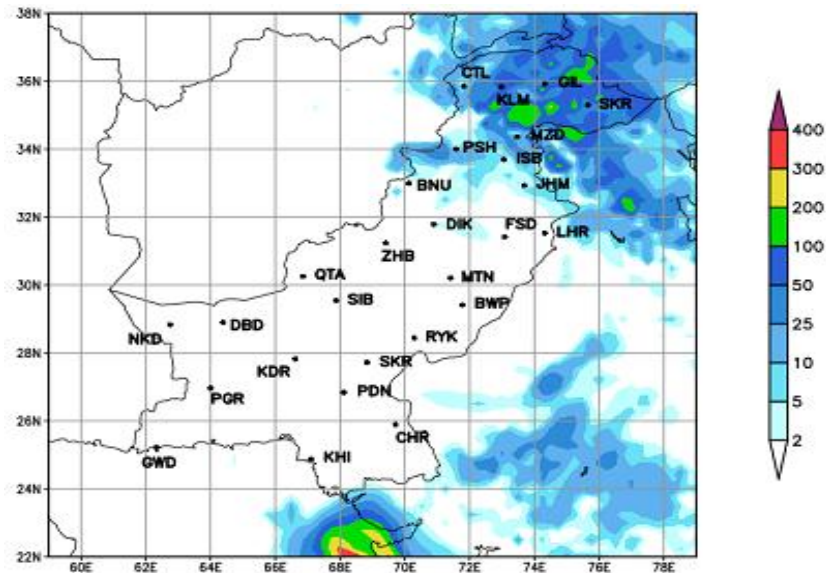 38N
36N
34N
32N
30N
28N
26N
24N
22N
60E 62E 64E 66E 68E 70E 72E 74E 76E 78E
CTL
GIL
KLM
SKR
MZD
PSH
ISB
BNU
JHM
DIK
FSD
LHR
ZHB
QTA
MTN
SIB
BWP
NKD
DBD
RYK
KDR
SKR
PGR
PDN
CHR
GWD
KHI
400
300
200
100
50
25
10
5
2